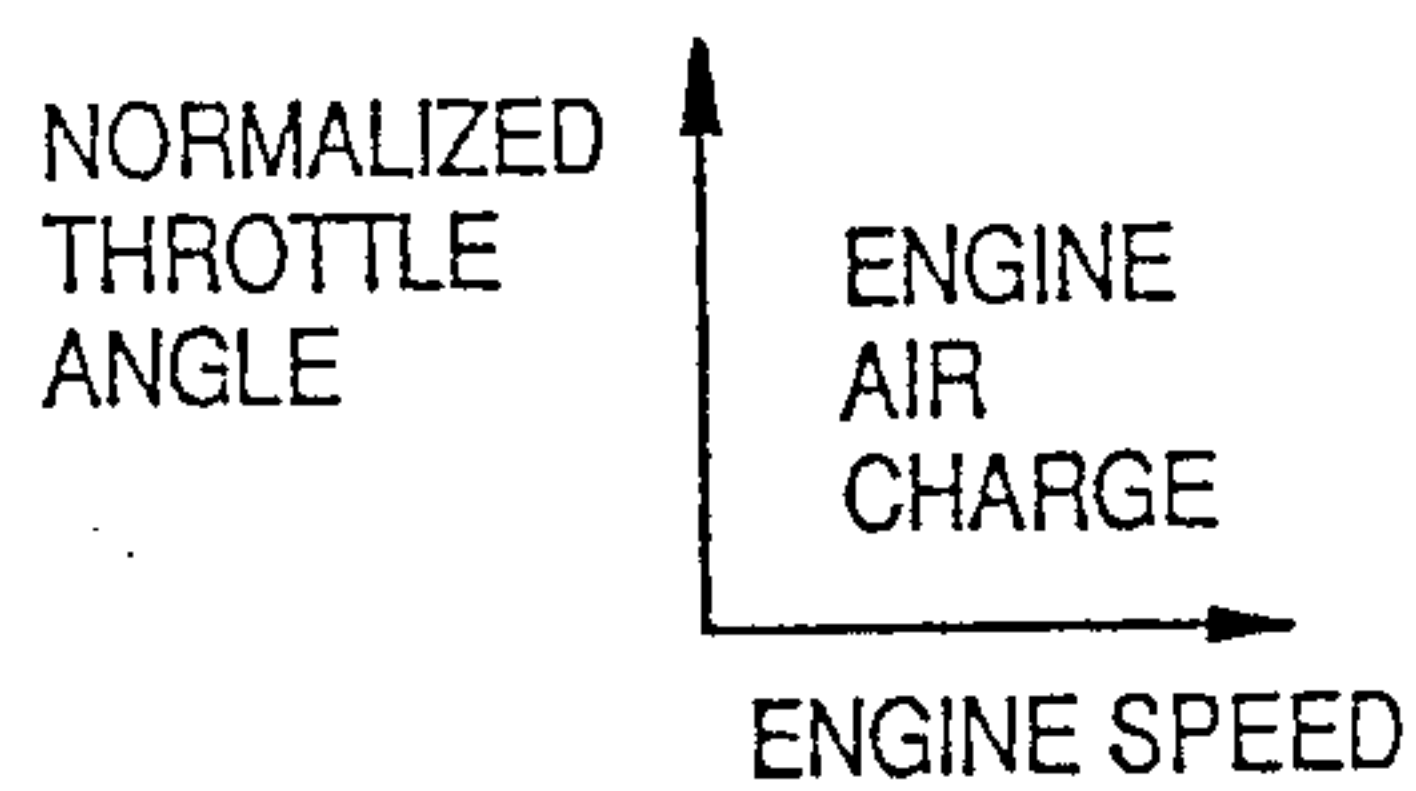 NORMALIZED
THROTTLE
ANGLE
ENGINE
AIR
CHARGE
ENGINE SPEED